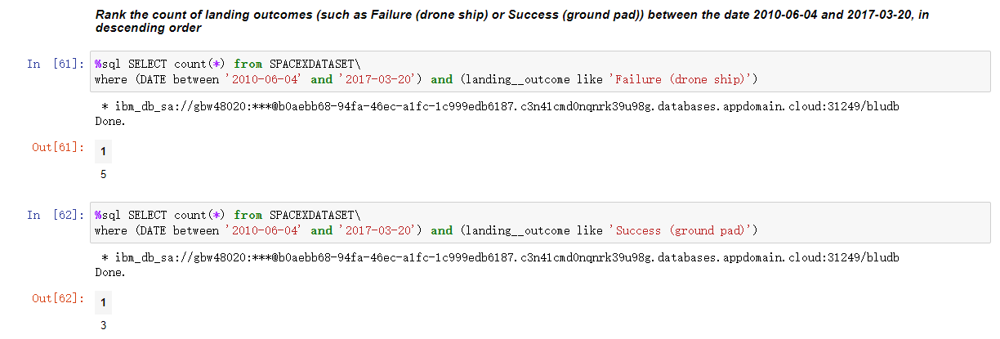 Rank the count of landing outcomes (such as Failure (drone ship) or Success (ground pad)) between the date 2010-06-04 and 2017-03-20, in
descending order
In [61]: %sql SELECT count(*) from SPACEXDATASET\
where (DATE between '2010-06-04' and '2017-03-20') and (landing__outcome like 'Failure (drone ship)')
* ibm_db_sa://gbw48020:***@b0aebb68-94fa-46ec-a1fc-1c999edb6187.c3n41cmd0nqnrk39u98g.databases.appdomain.cloud:31249/bludb
Done.
Out[61]: 1
5
In [62]: %sql SELECT count(*) from SPACEXDATASET\
where (DATE between '2010-06-04' and '2017-03-20') and (landing__outcome like 'Success (ground pad)')
* ibm_db_sa://gbw48020:***@b0aebb68-94fa-46ec-a1fc-1c999edb6187.c3n41cmd0nqnrk39u98g.databases.appdomain.cloud:31249/bludb
Done.
Out[62]: 1
3